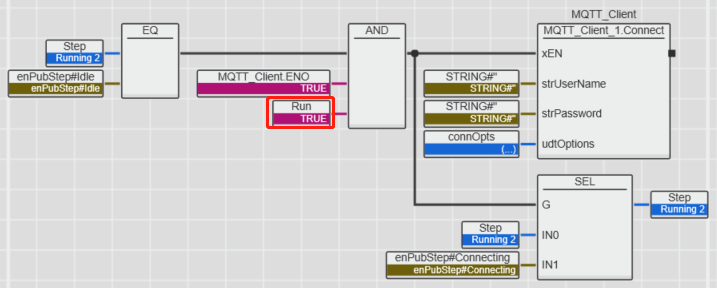 MQTT_Client
EQ
AND
MQTT_Client_1.Connect
Step
Running 2
xEN
enPubStep#Idle
enPubStep#Idle
MQTT_Client.ENO
TRUE
STRING#''
STRING#''
strUserName
Run
TRUE
STRING#''
STRING#''
strPassword
connOpts
(...)
udtOptions
SEL
G
Step
Running 2
Step
Running 2
IN0
enPubStep#Connecting
enPubStep#Connecting
IN1